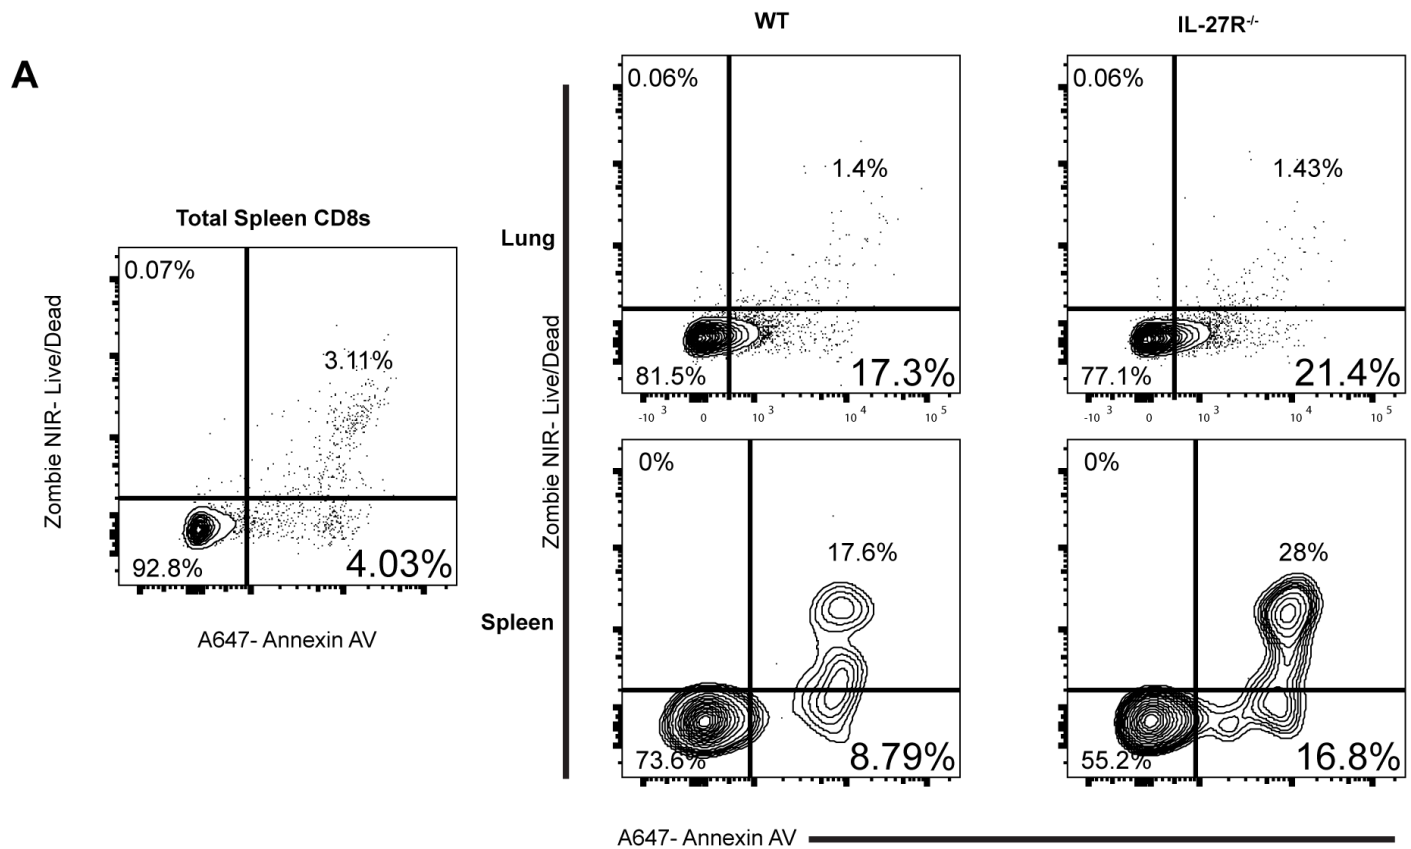 A
WT
IL-27R-/-
Total Spleen CD8s
Zombie NIR- Live/Dead
0.07%
3.11%
92.8%
4.03%
A647- Annexin AV
Lung
Zombie NIR- Live/Dead
0.06%
1.4%
81.5%
17.3%
-10 3 0 10 3 10 4 10 5
0.06%
1.43%
77.1%
21.4%
-10 3 0 10 3 10 4 10 5
Spleen
0%
17.6%
73.6%
8.79%
0%
28%
55.2%
16.8%
A647- Annexin AV